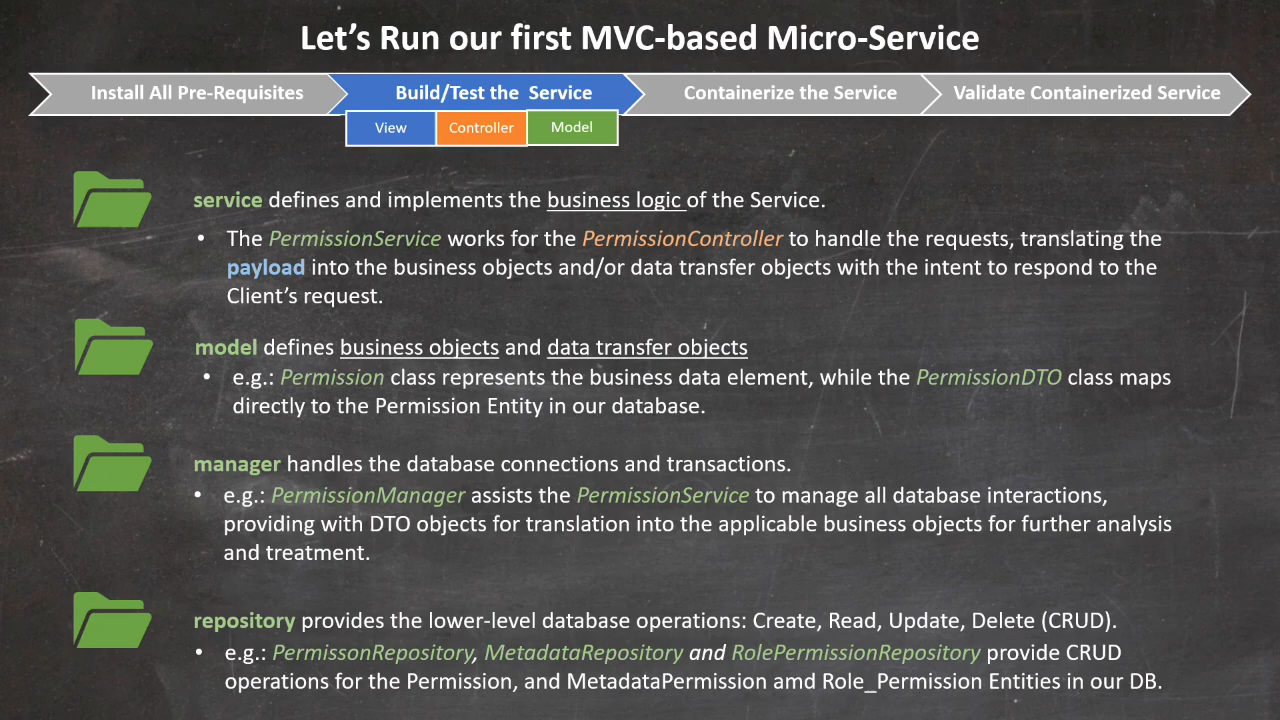 Let's Run our first MVC-based Micro-Service
Install All Pre-Requisites
Build/Test the Service
Containerize the Service
Validate Containerized Service
View
Controller
Model
service defines and implements the business logic of the Service.
• The PermissionService works for the PermissionController to handle the requests, translating the
payload into the business objects and/or data transfer objects with the intent to respond to the
Client's request.
model defines business objects and data transfer objects
• e.g.: Permission class represents the business data element, while the PermissionDTO class maps
directly to the Permission Entity in our database.
manager handles the database connections and transactions.
• e.g.: PermissionManager assists the PermissionService to manage all database interactions,
providing with DTO objects for translation into the applicable business objects for further analysis
and treatment.
repository provides the lower-level database operations: Create, Read, Update, Delete (CRUD).
• e.g.: PermissonRepository, MetadataRepository and RolePermissionRepository provide CRUD
operations for the Permission, and MetadataPermission amd Role_Permission Entities in our DB.